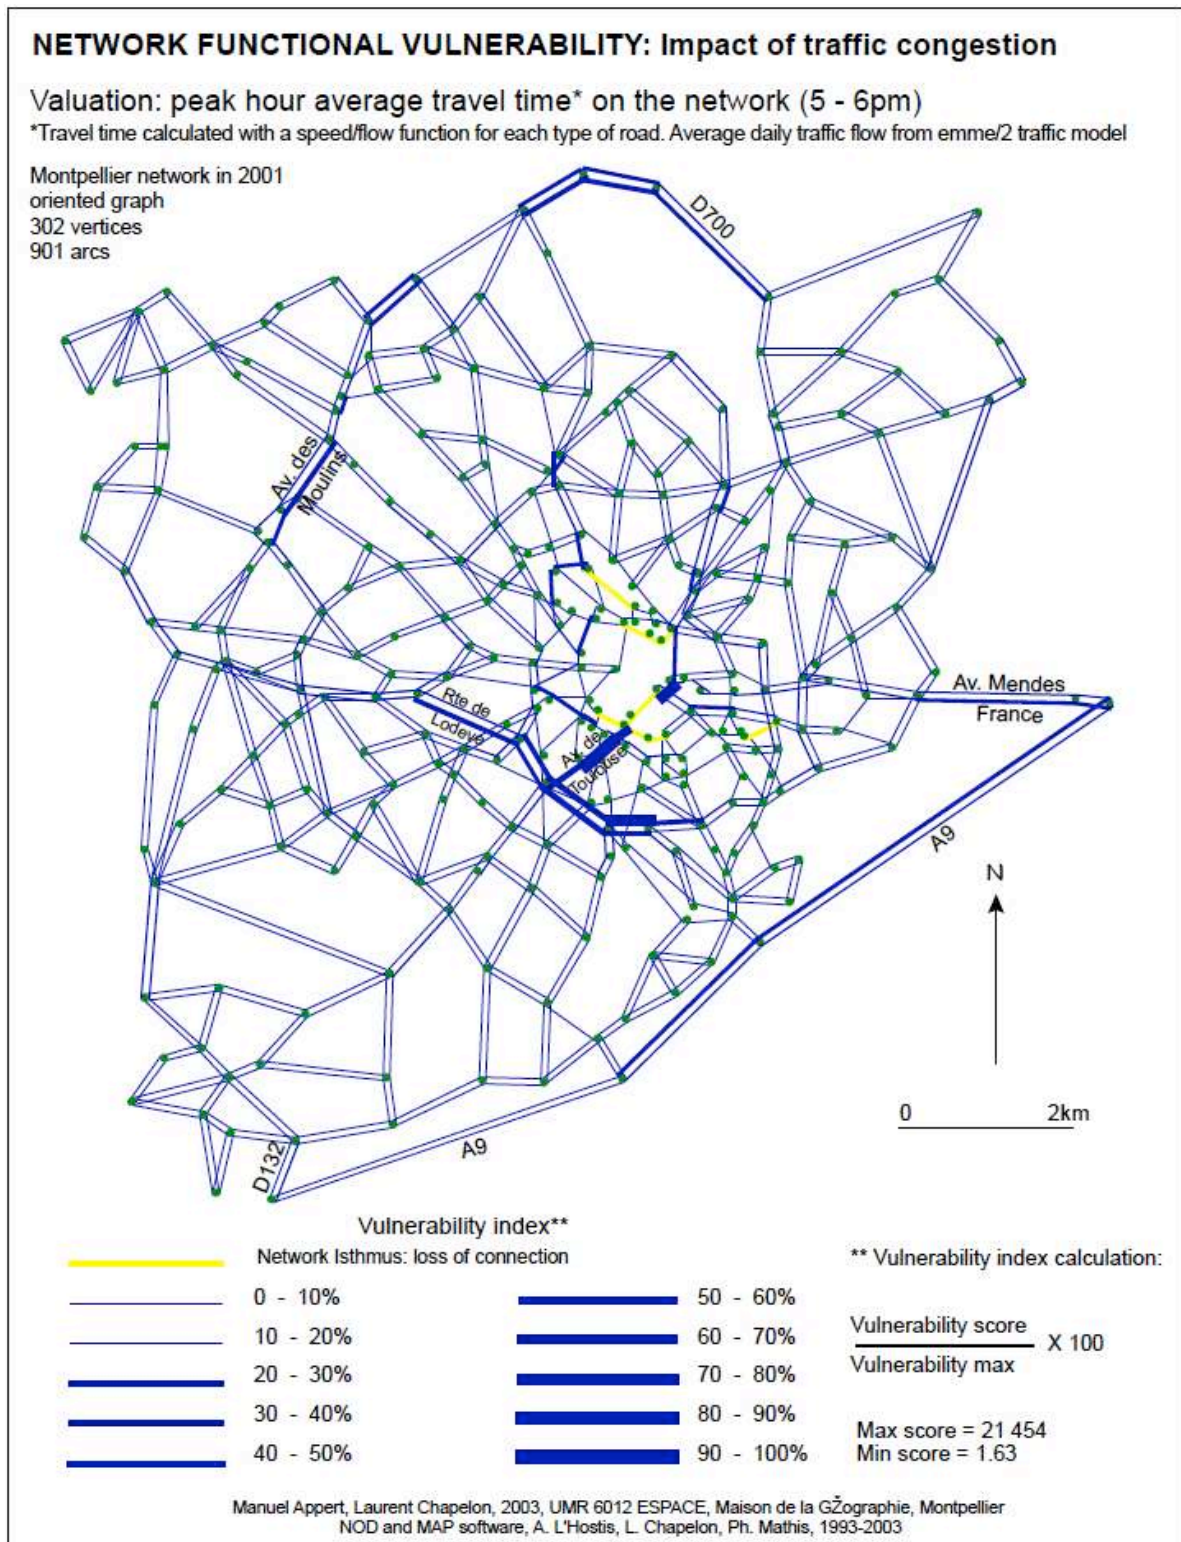 NETWORK FUNCTIONAL VULNERABILITY: Impact of traffic congestion
Valuation: peak hour average travel time* on the network (5 - 6pm)
*Travel time calculated with a speed/flow function for each type of road. Average daily traffic flow from emme/2 traffic model
Montpellier network in 2001
oriented graph
302 vertices
901 arcs
D700
Av. des
Moulins
Rte de
Lodeve
Av. de
Toulouse
Av. Mendes
France
A9
N
0 2km
A9
D132
Vulnerability index**
Network Isthmus: loss of connection
0 - 10%
10 - 20%
20 - 30%
30 - 40%
40 - 50%
50 - 60%
60 - 70%
70 - 80%
80 - 90%
90 - 100%
** Vulnerability index calculation:
Vulnerability score
X 100
Vulnerability max
Max score = 21 454
Min score = 1.63
Manuel Appert, Laurent Chapelon, 2003, UMR 6012 ESPACE, Maison de la GŽographie, Montpellier
NOD and MAP software, A. L'Hostis, L. Chapelon, Ph. Mathis, 1993-2003